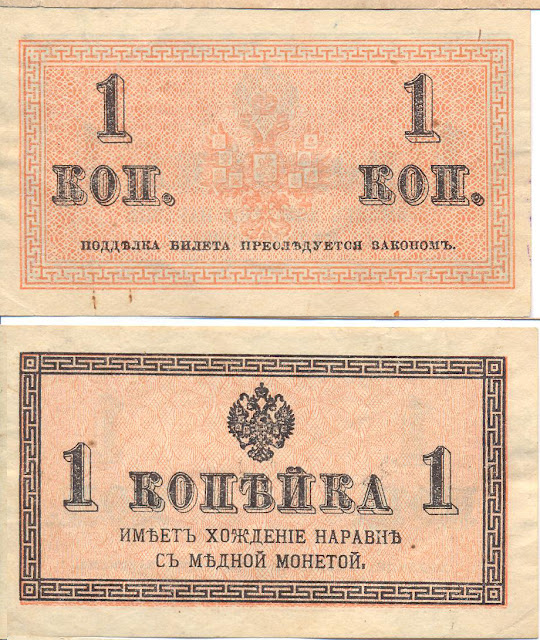 1 1
КОП. КОП.
ПОДДѢЛКА БИЛЕТА ПРЕСЛѢДУЕТСЯ ЗАКОНОМЪ.
1 КОПѢЙКА 1
ИМѢЕТЪ ХОЖДЕНІЕ НАРАВНѢ
СЪ МѢДНОЙ МОНЕТОЙ.